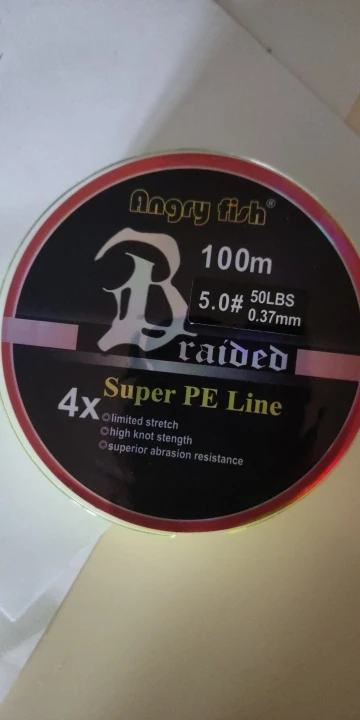 Angry fish®
100m
5.0# 50LBS
0.37mm
Braided
Super PE Line
4x
limited stretch
high knot stength
superior abrasion resistance